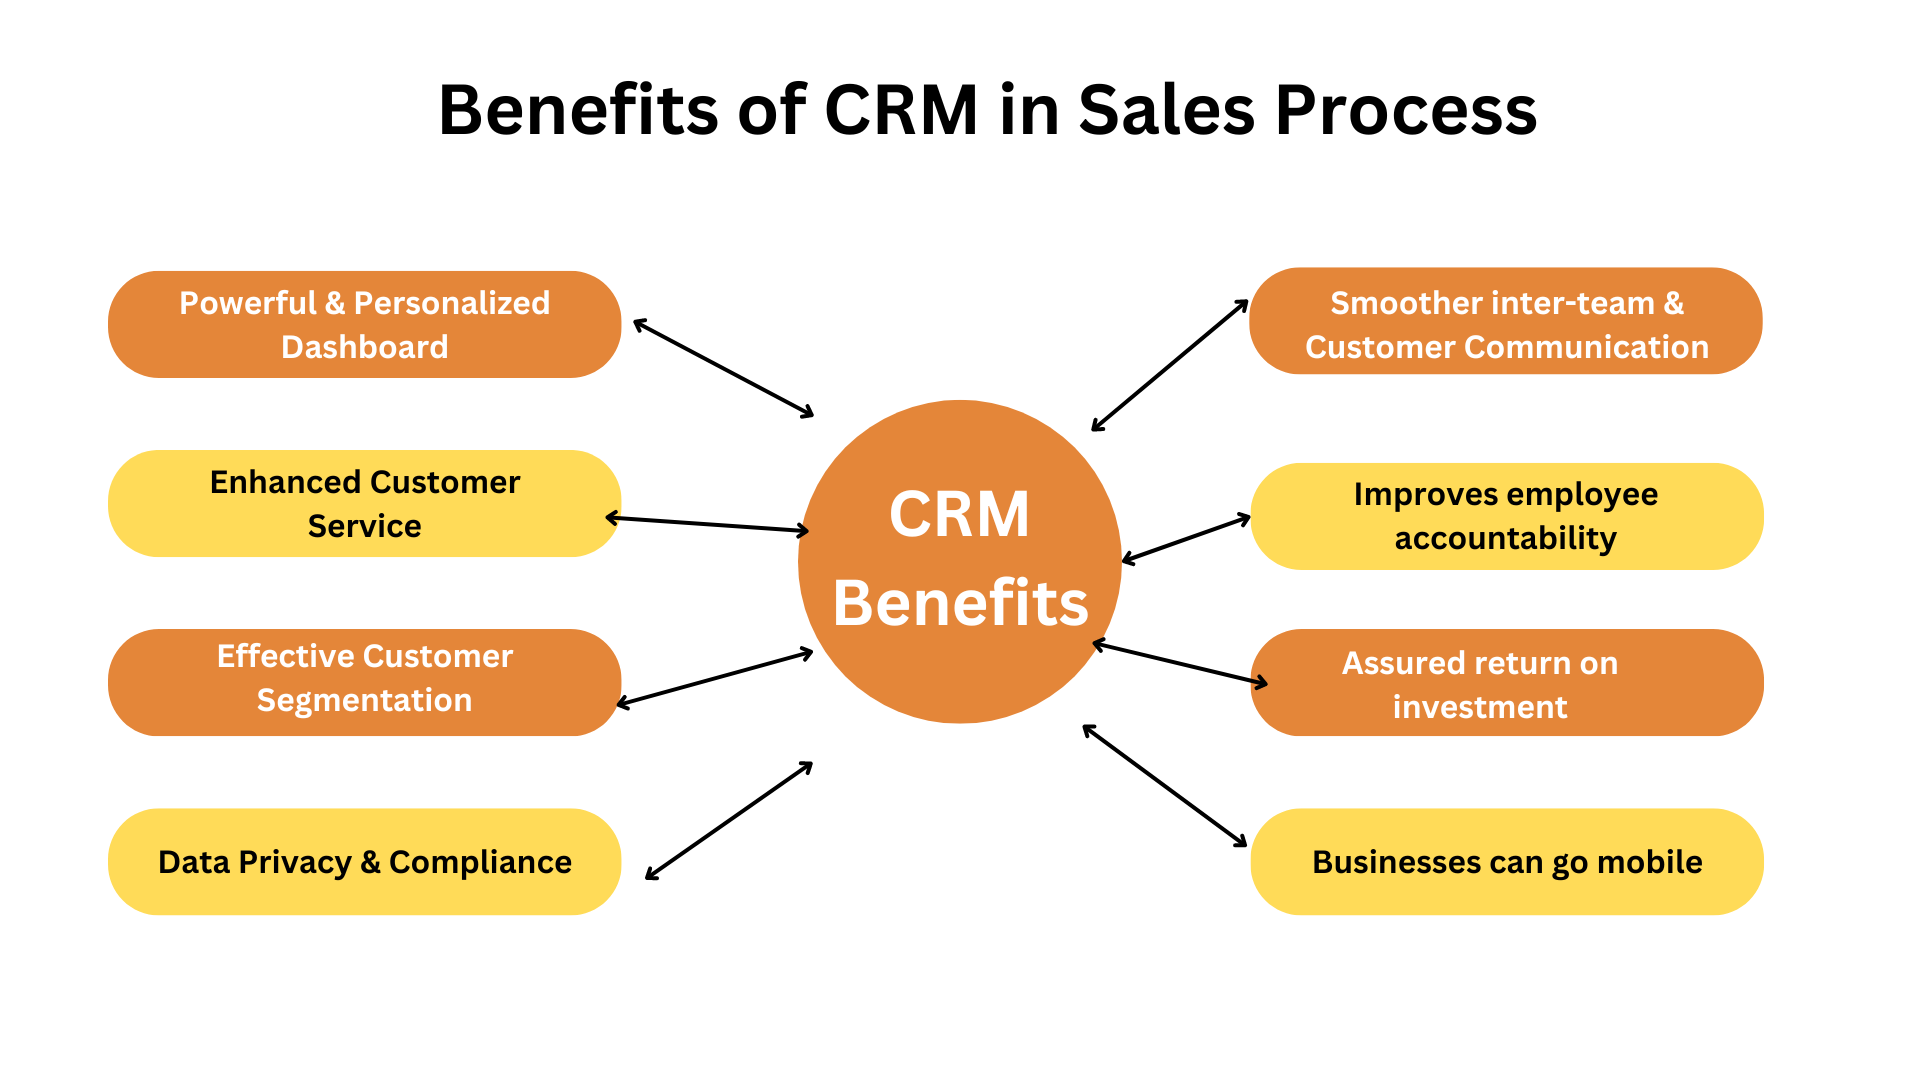 Benefits of CRM in Sales Process
Powerful & Personalized
Dashboard
Enhanced Customer
Service
Effective Customer
Segmentation
Data Privacy & Compliance
CRM
Benefits
Smoother inter-team &
Customer Communication
Improves employee
accountability
Assured return on
investment
Businesses can go mobile